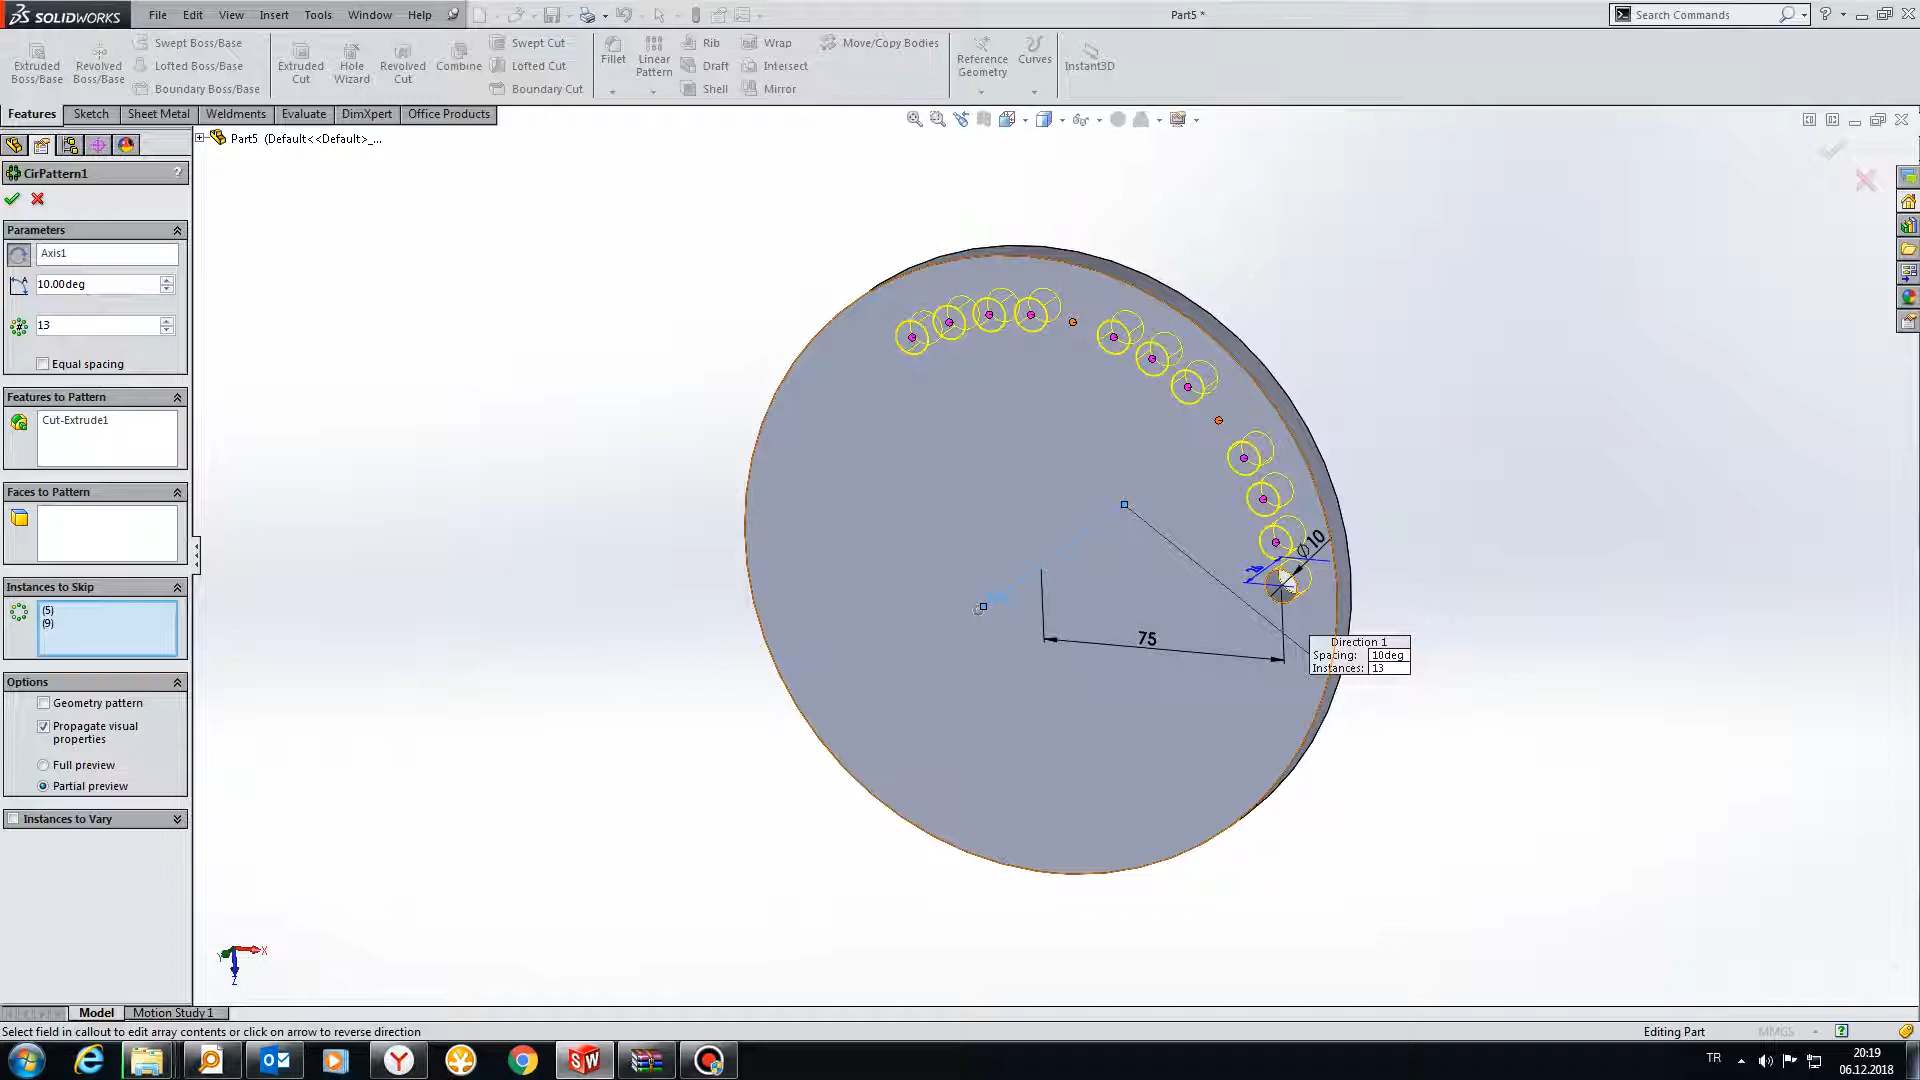 SOLIDWORKS File Edit View Insert Tools Window Help Part5 * Search Commands
Extruded Boss/Base
Revolved Boss/Base
Swept Boss/Base
Lofted Boss/Base
Boundary Boss/Base
Extruded Cut
Hole Wizard
Revolved Cut
Combine
Swept Cut
Lofted Cut
Boundary Cut
Fillet
Linear Pattern
Rib
Draft
Shell
Wrap
Intersect
Mirror
Move/Copy Bodies
Reference Geometry
Curves
Instant3D
Features Sketch Sheet Metal Weldments Evaluate DimXpert Office Products
Part5 (Default<<Default>_...
CirPattern1 ?
Parameters
Axis1
10.00deg
13
Equal spacing
Features to Pattern
Cut-Extrude1
Faces to Pattern
Instances to Skip
(5)
(9)
Options
Geometry pattern
Propagate visual
properties
Full preview
Partial preview
Instances to Vary
Ø10
75
Direction 1
Spacing: 10deg
Instances: 13
X
Y
Z
Model Motion Study 1
Select field in callout to edit array contents or click on arrow to reverse direction
Editing Part MMGS
TR
20:19
06.12.2018